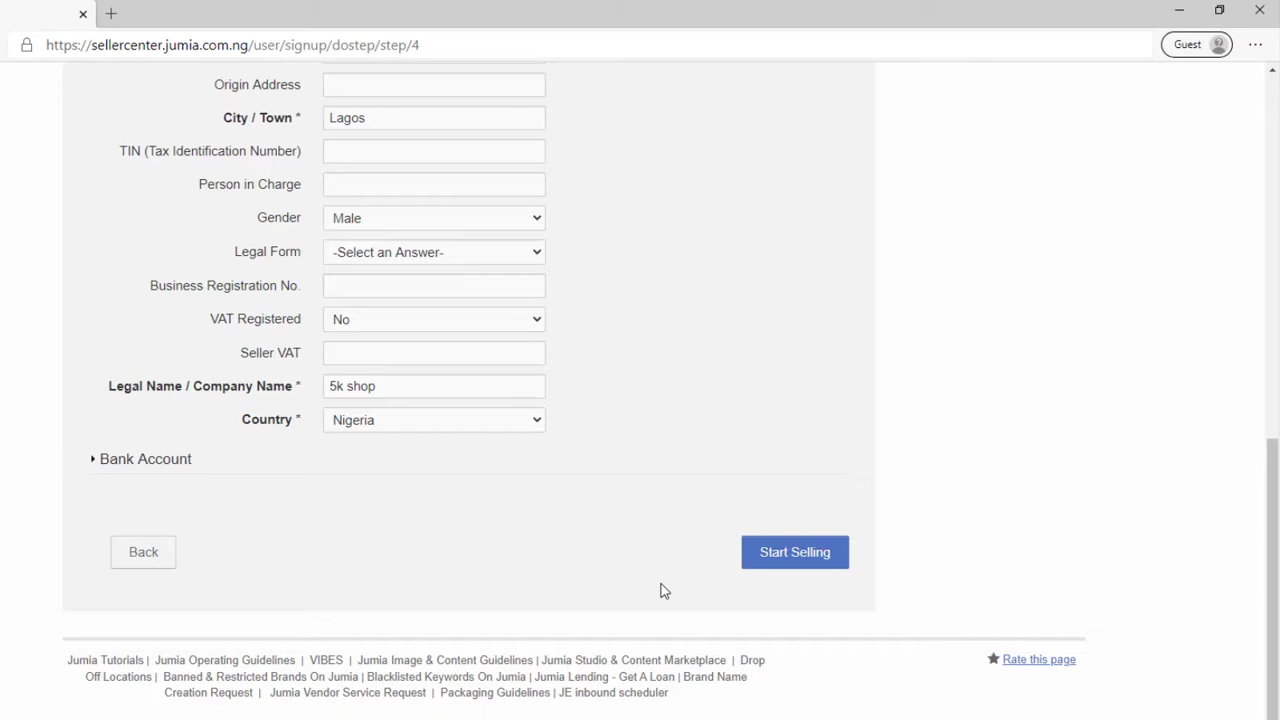 https://sellercenter.jumia.com.ng/user/signup/dostep/step/4
Guest
Origin Address
City / Town * Lagos
TIN (Tax Identification Number)
Person in Charge
Gender Male
Legal Form -Select an Answer-
Business Registration No.
VAT Registered No
Seller VAT
Legal Name / Company Name * 5k shop
Country * Nigeria
Bank Account
Back Start Selling
Jumia Tutorials | Jumia Operating Guidelines | VIBES | Jumia Image & Content Guidelines | Jumia Studio & Content Marketplace | Drop
Off Locations | Banned & Restricted Brands On Jumia | Blacklisted Keywords On Jumia | Jumia Lending - Get A Loan | Brand Name
Creation Request | Jumia Vendor Service Request | Packaging Guidelines | JE inbound scheduler
Rate this page